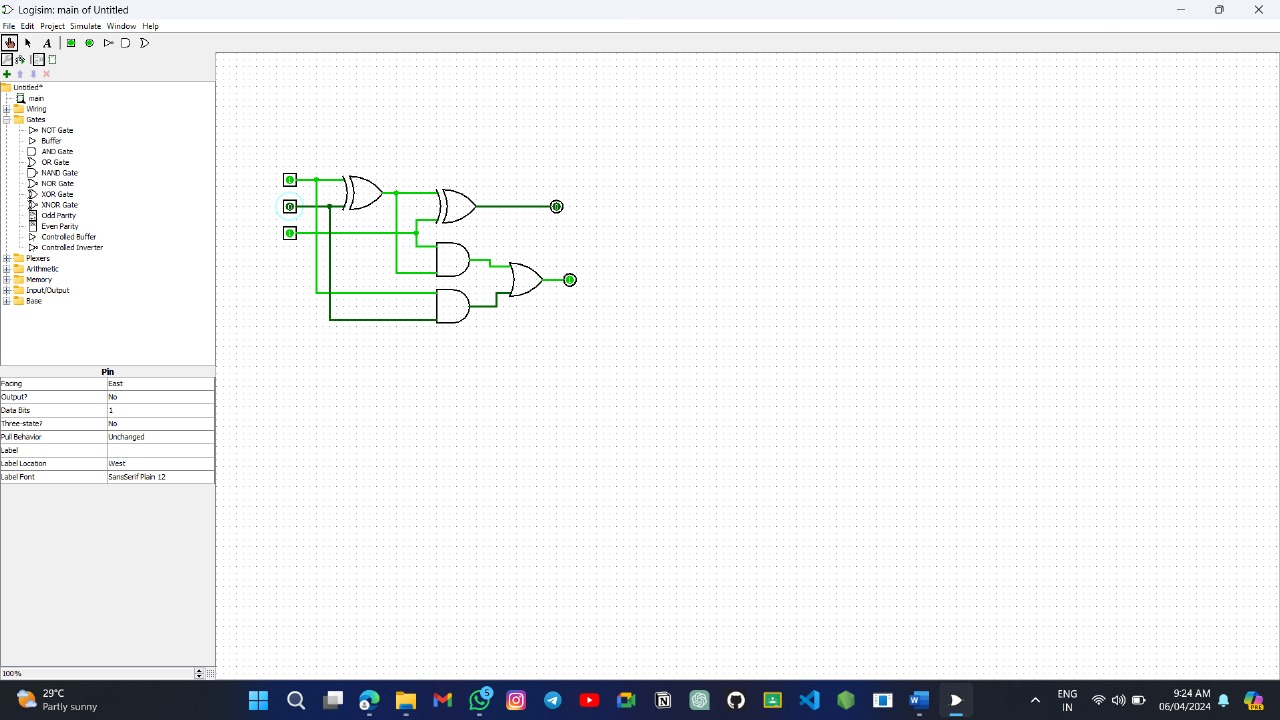 Logisim: main of Untitled
File Edit Project Simulate Window Help
A
Untitled*
main
Wiring
Gates
NOT Gate
Buffer
AND Gate
OR Gate
NAND Gate
NOR Gate
XOR Gate
XNOR Gate
Odd Parity
Even Parity
Controlled Buffer
Controlled Inverter
Plexers
Arithmetic
Memory
Input/Output
Base
1
0
1
0
1
Pin
Facing East
Output? No
Data Bits 1
Three-state? No
Pull Behavior Unchanged
Label
Label Location West
Label Font SansSerif Plain 12
100%
29°C
Partly sunny
5
W
ENG
IN
9:24 AM
06/04/2024
PRE